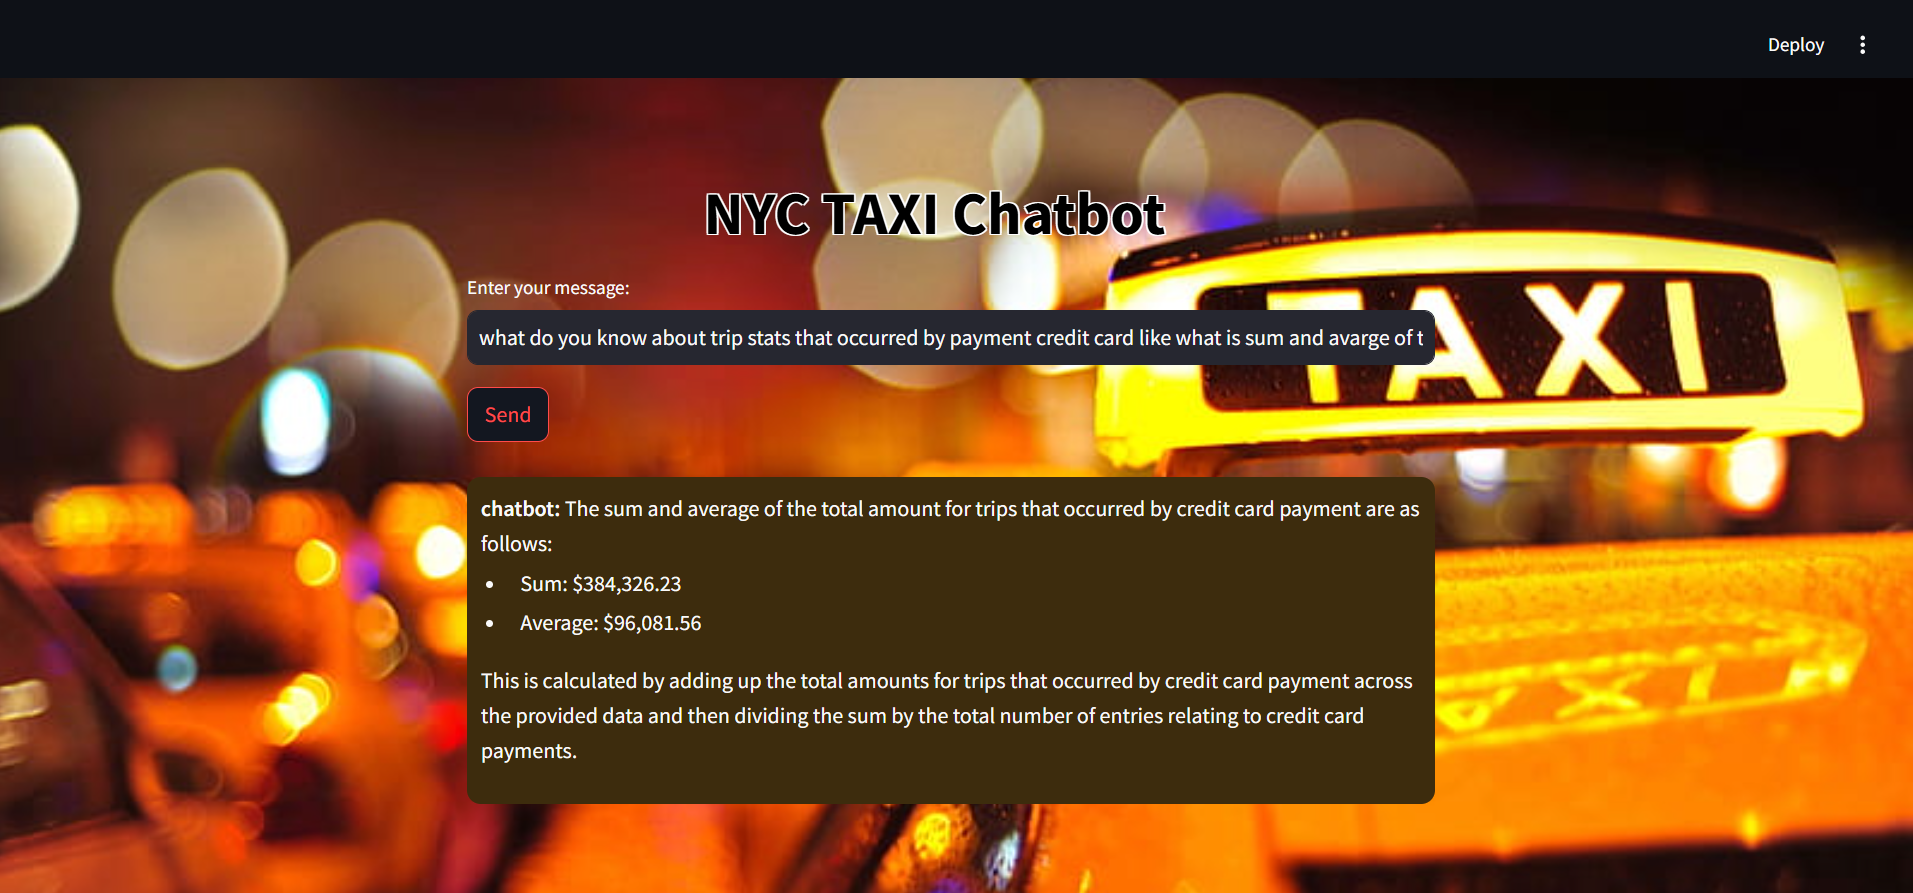 Deploy
NYC TAXI Chatbot
Enter your message:
what do you know about trip stats that occurred by payment credit card like what is sum and avarge of t
TAXI
Send
chatbot: The sum and average of the total amount for trips that occurred by credit card payment are as
follows:
• Sum: $384,326.23
• Average: $96,081.56
This is calculated by adding up the total amounts for trips that occurred by credit card payment across
the provided data and then dividing the sum by the total number of entries relating to credit card
payments.